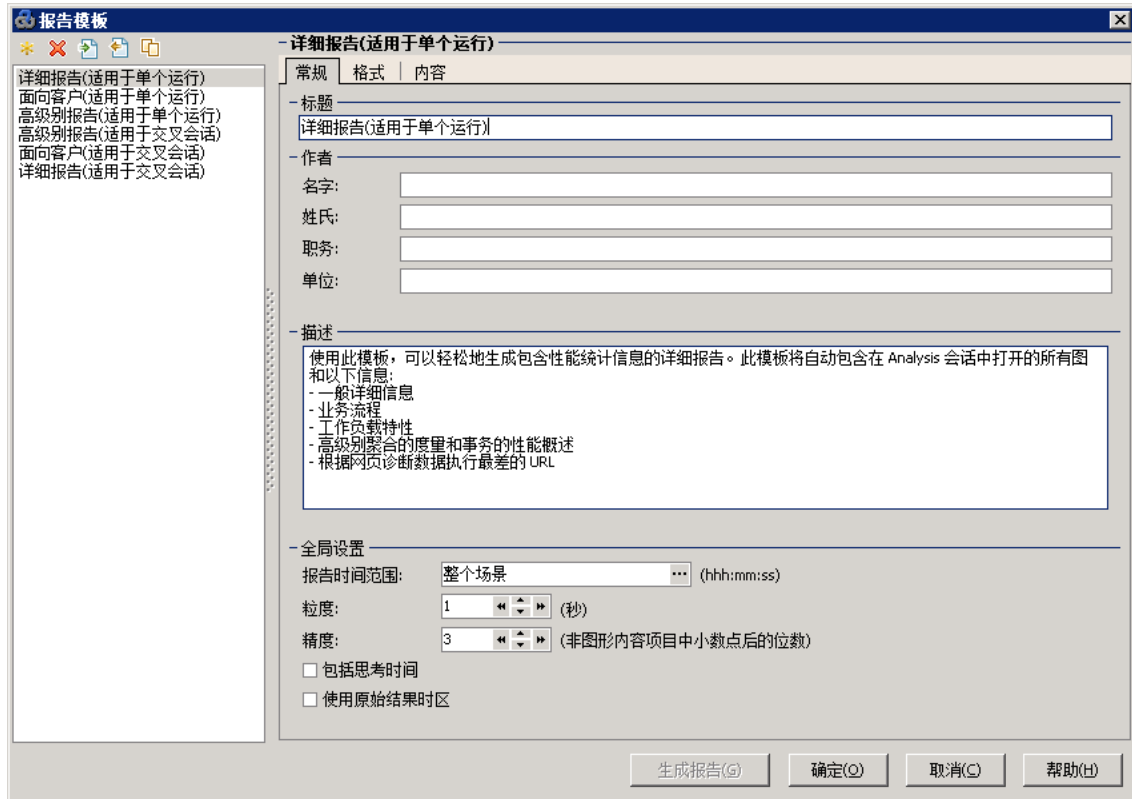 报告模板
详细报告(适用于单个运行)
面向客户(适用于单个运行)
高级别报告(适用于单个运行)
高级别报告(适用于交叉会话)
面向客户(适用于交叉会话)
详细报告(适用于交叉会话)
详细报告(适用于单个运行)
常规 格式 内容
标题
详细报告(适用于单个运行)
作者
名字:
姓氏:
职务:
单位:
描述
使用此模板，可以轻松地生成包含性能统计信息的详细报告。此模板将自动包含在 Analysis 会话中打开的所有图
和以下信息:
- 一般详细信息
- 业务流程
- 工作负载特性
- 高级别聚合的度量和事务的性能概述
- 根据网页诊断数据执行最差的 URL
全局设置
报告时间范围: 整个场景 ... (hhh:mm:ss)
粒度: 1 (秒)
精度: 3 (非图形内容项目中小数点后的位数)
包括思考时间
使用原始结果时区
生成报告(G) 确定(O) 取消(C) 帮助(H)